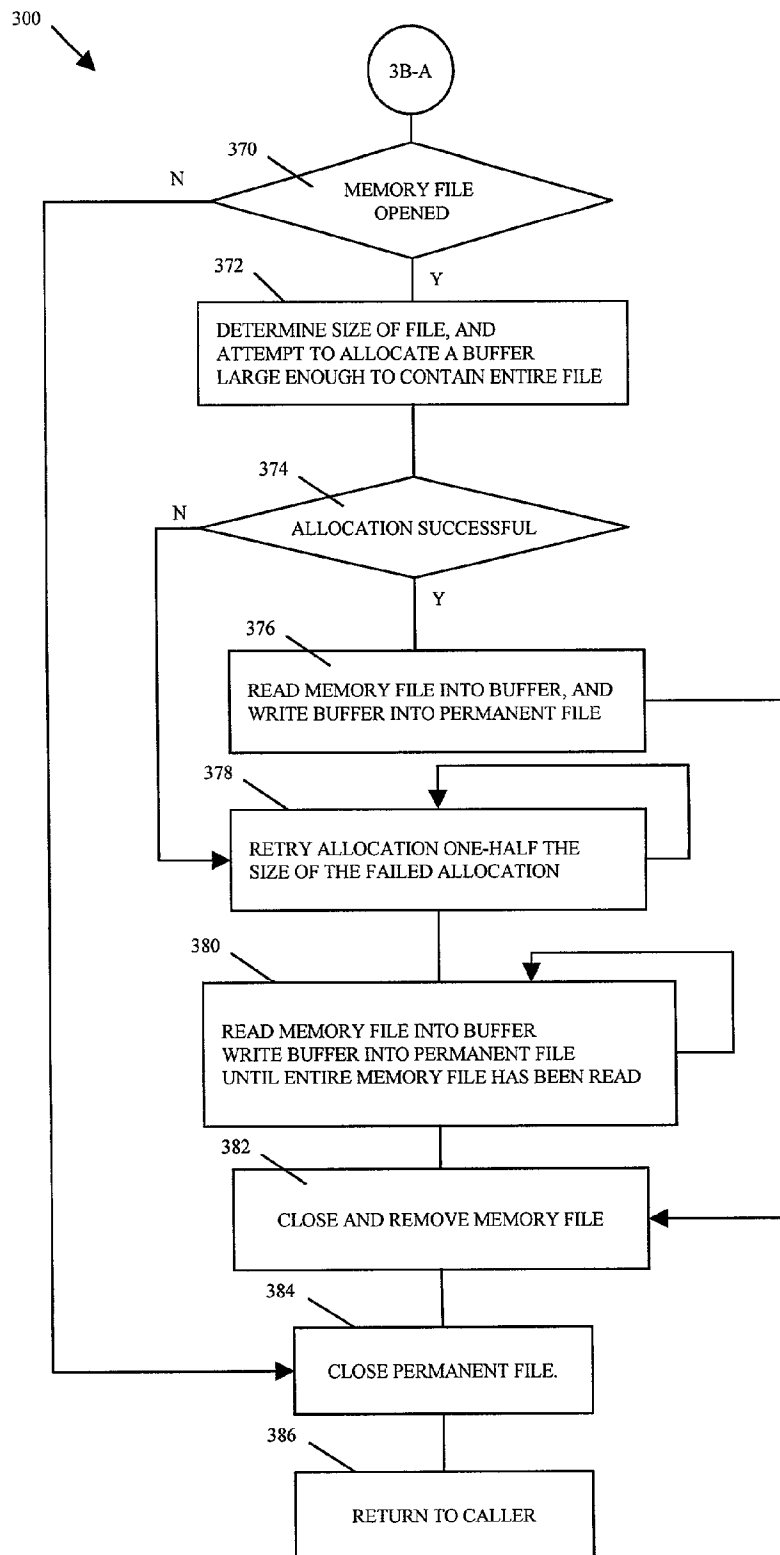 300
3B-A
370
N
MEMORY FILE
OPENED
372
Y
DETERMINE SIZE OF FILE, AND
ATTEMPT TO ALLOCATE A BUFFER
LARGE ENOUGH TO CONTAIN ENTIRE FILE
374
N
ALLOCATION SUCCESSFUL
Y
376
READ MEMORY FILE INTO BUFFER, AND
WRITE BUFFER INTO PERMANENT FILE
378
RETRY ALLOCATION ONE-HALF THE
SIZE OF THE FAILED ALLOCATION
380
READ MEMORY FILE INTO BUFFER
WRITE BUFFER INTO PERMANENT FILE
UNTIL ENTIRE MEMORY FILE HAS BEEN READ
382
CLOSE AND REMOVE MEMORY FILE
384
CLOSE PERMANENT FILE.
386
RETURN TO CALLER